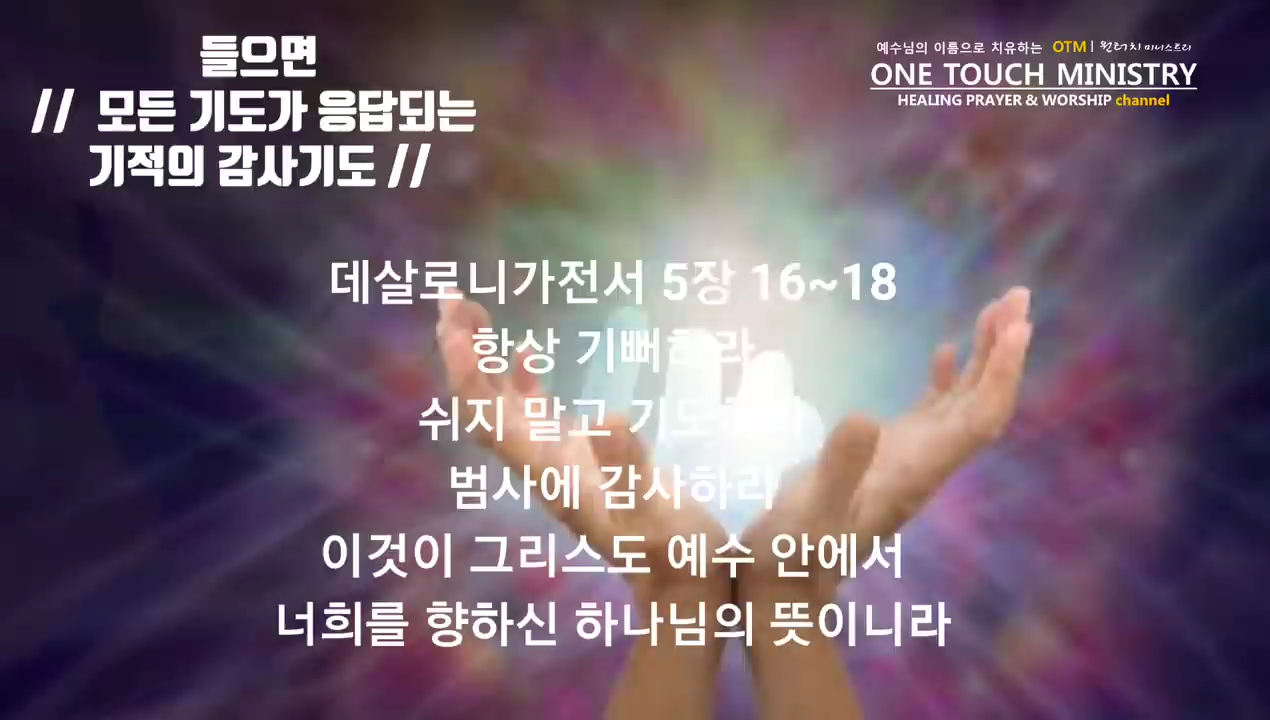 들으면
// 모든 기도가 응답되는
기적의 감사기도 //
예수님의 이름으로 치유하는 OTM | 원터치 미니스트리
ONE TOUCH MINISTRY
HEALING PRAYER & WORSHIP channel
데살로니가전서 5장 16~18
항상 기뻐하라
쉬지 말고 기도하라
범사에 감사하라
이것이 그리스도 예수 안에서
너희를 향하신 하나님의 뜻이니라